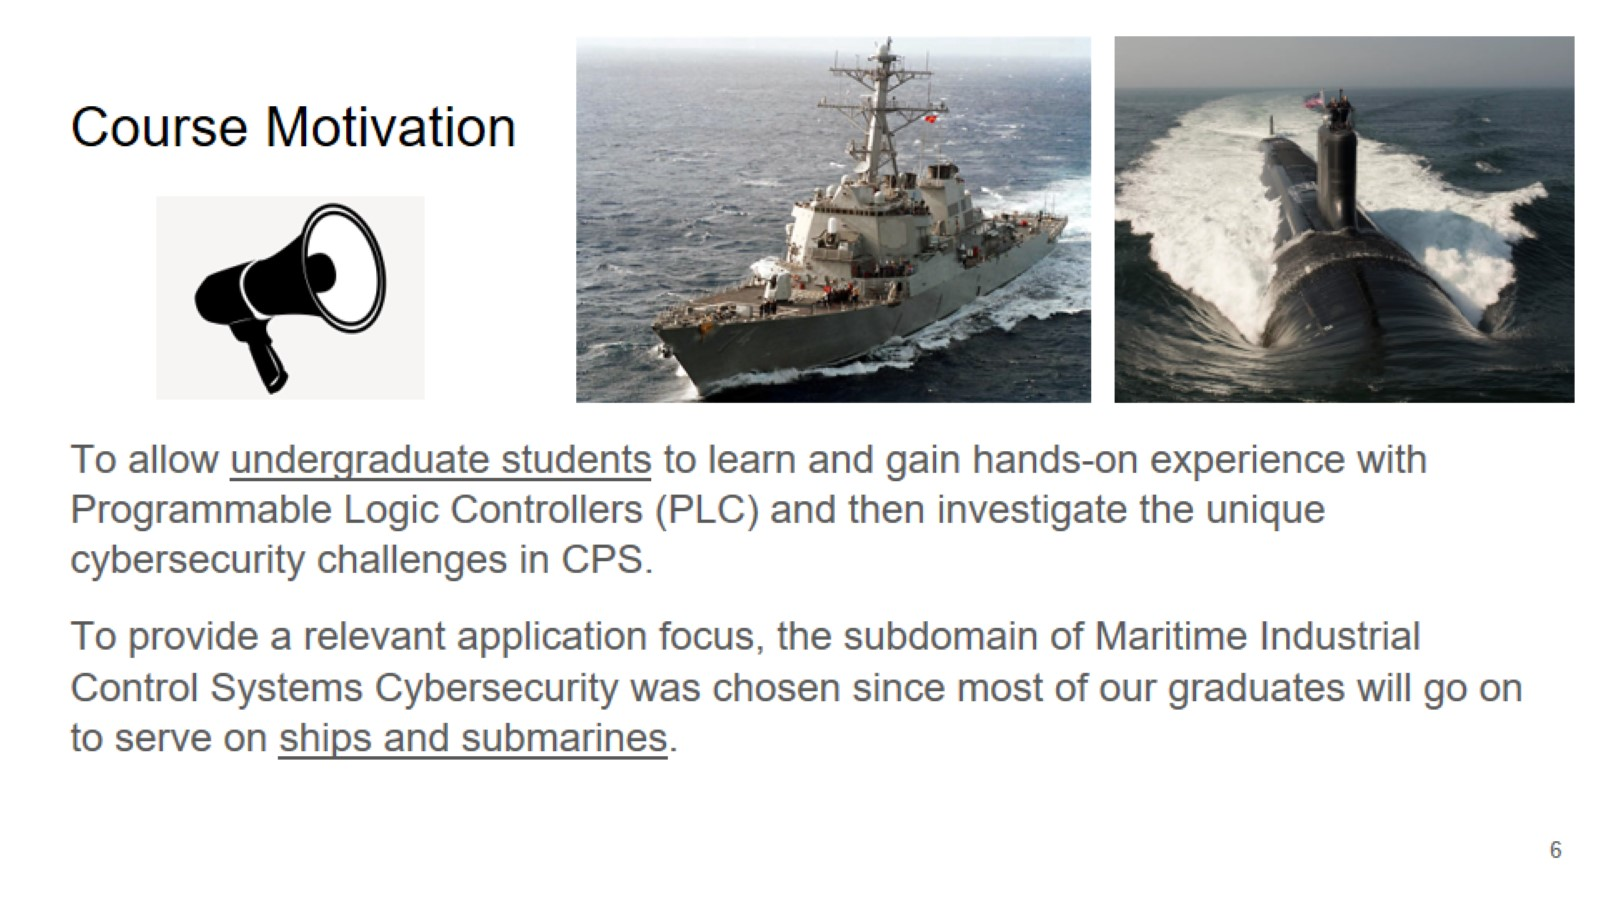 Course Motivation
To allow undergraduate students to learn and gain hands-on experience with
Programmable Logic Controllers (PLC) and then investigate the unique
cybersecurity challenges in CPS.
To provide a relevant application focus, the subdomain of Maritime Industrial
Control Systems Cybersecurity was chosen since most of our graduates will go on
to serve on ships and submarines.
6